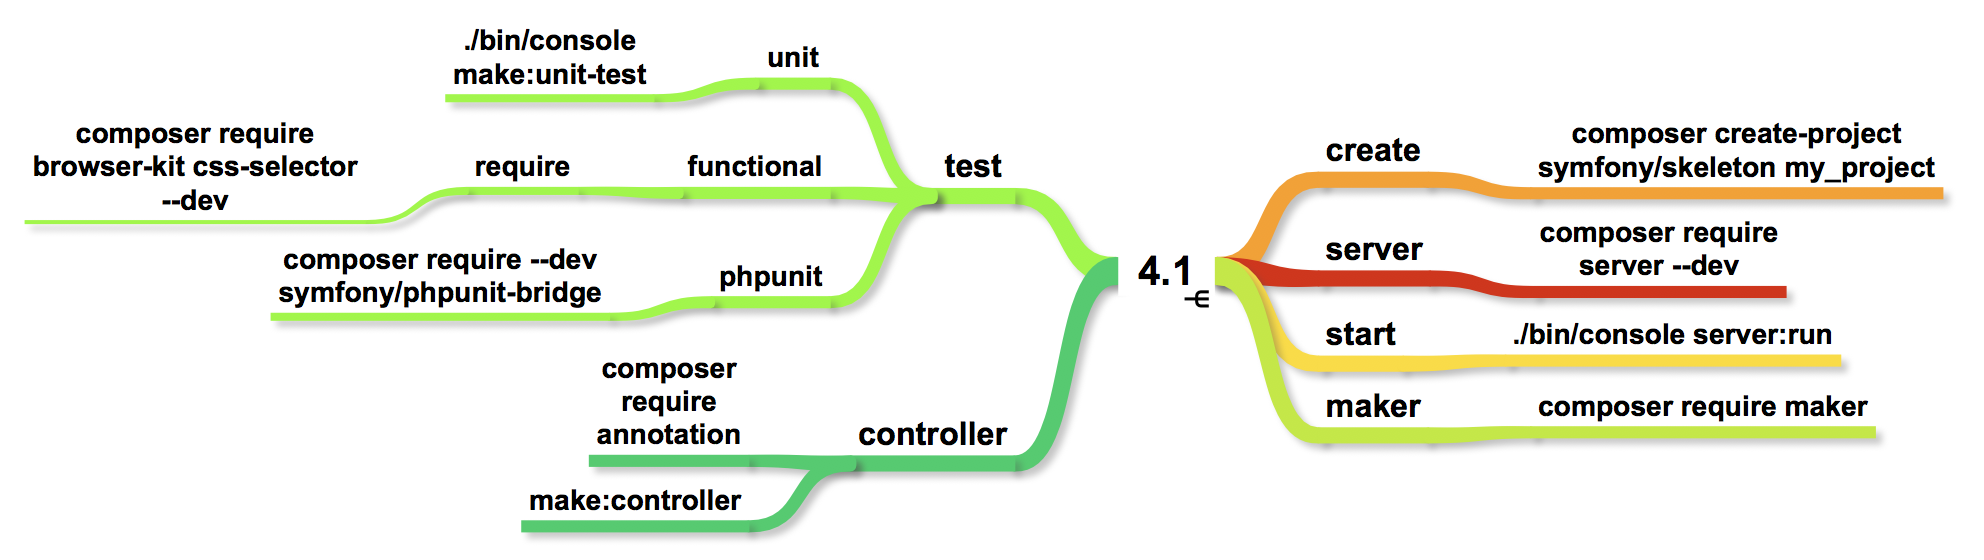 ./bin/console
make:unit-test
unit
composer require
browser-kit css-selector
--dev
require
functional
test
composer require --dev
symfony/phpunit-bridge
phpunit
composer
require
annotation
controller
make:controller
4.1
create
composer create-project
symfony/skeleton my_project
server
composer require
server --dev
start
./bin/console server:run
maker
composer require maker